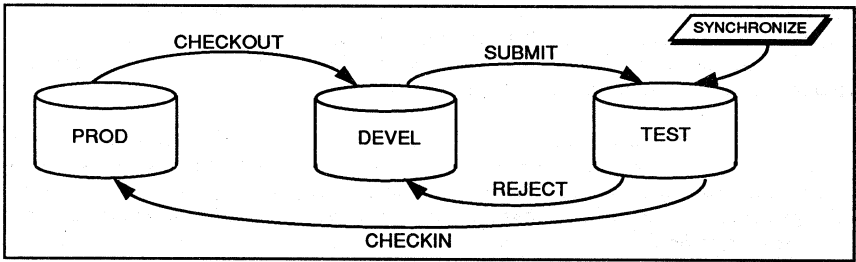 SYNCHRONIZE
CHECKOUT
SUBMIT
PROD
DEVEL
TEST
REJECT
CHECKIN